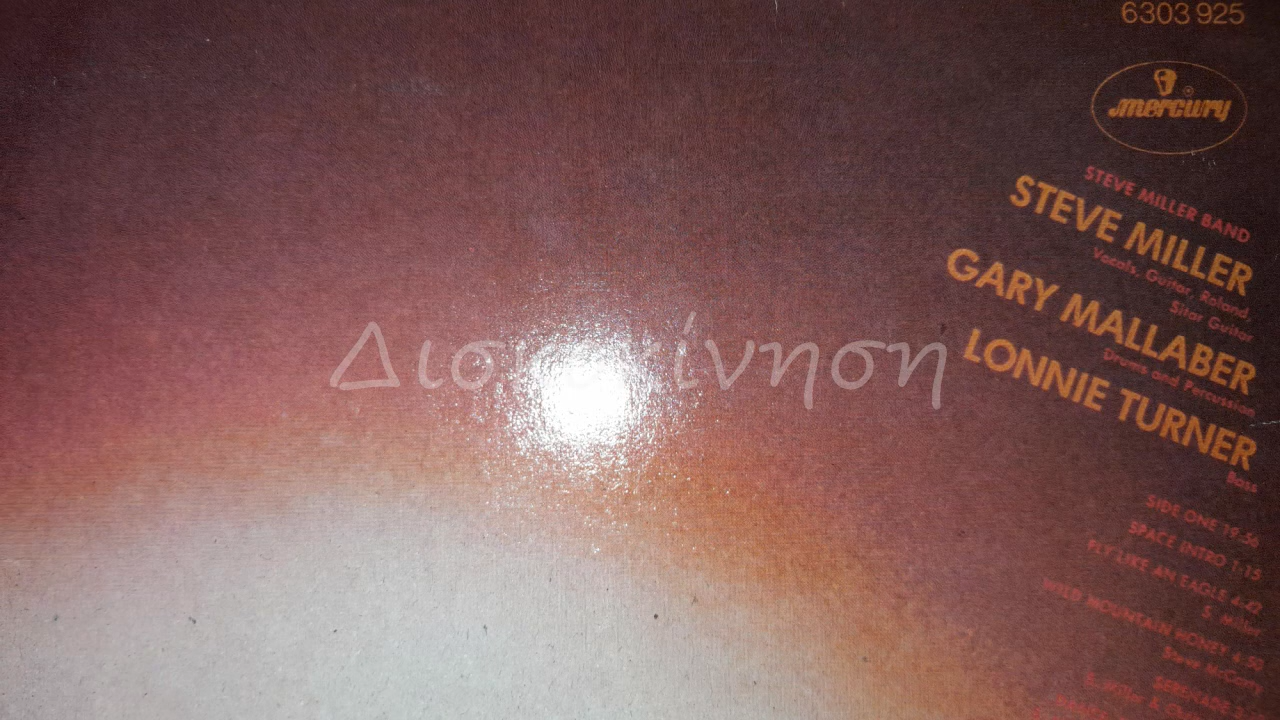 6303 925
mercury
STEVE MILLER BAND
STEVE MILLER
Vocals, Guitar, Roland,
Sitar Guitar
GARY MALLABER
Drums and Percussion
LONNIE TURNER
Bass
SIDE ONE 19:56
SPACE INTRO 1:15
FLY LIKE AN EAGLE 4:42
S. Miller
WILD MOUNTAIN HONEY 4:50
Steve McCarty
SERENADE